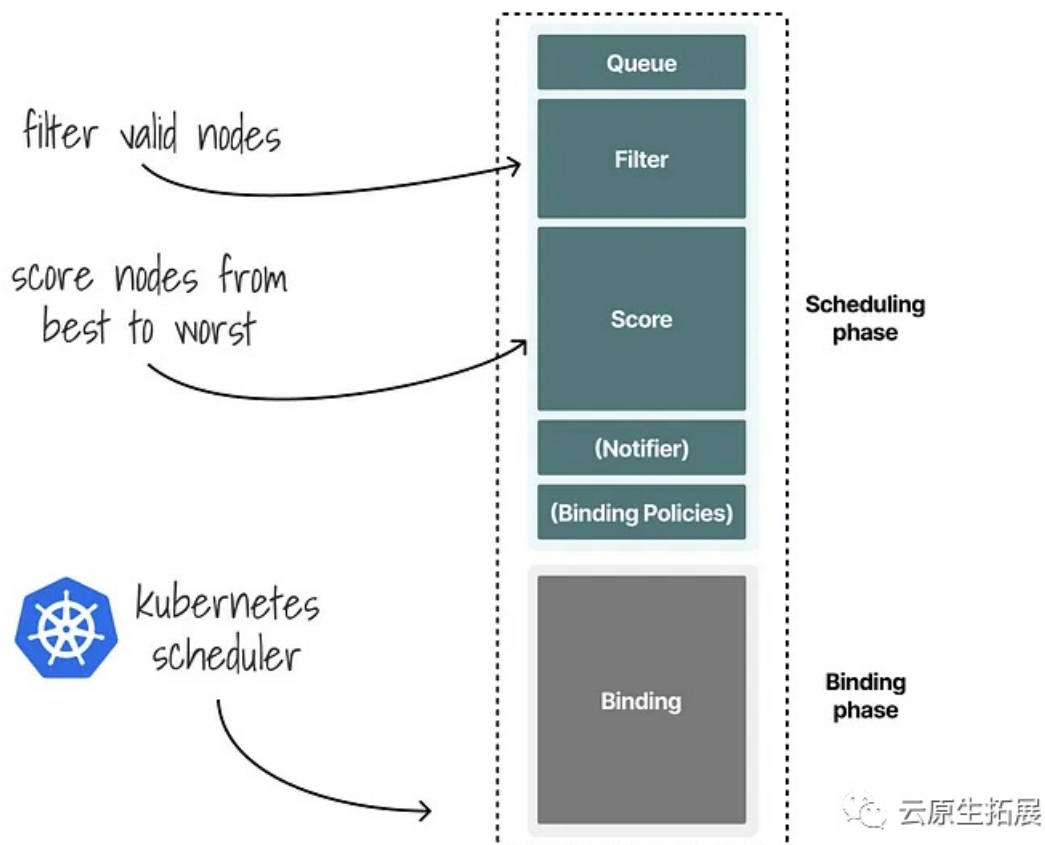 Queue
filter valid nodes
Filter
score nodes from
best to worst
Score
Scheduling
phase
(Notifier)
(Binding Policies)
kubernetes
scheduler
Binding
Binding
phase
云原生拓展